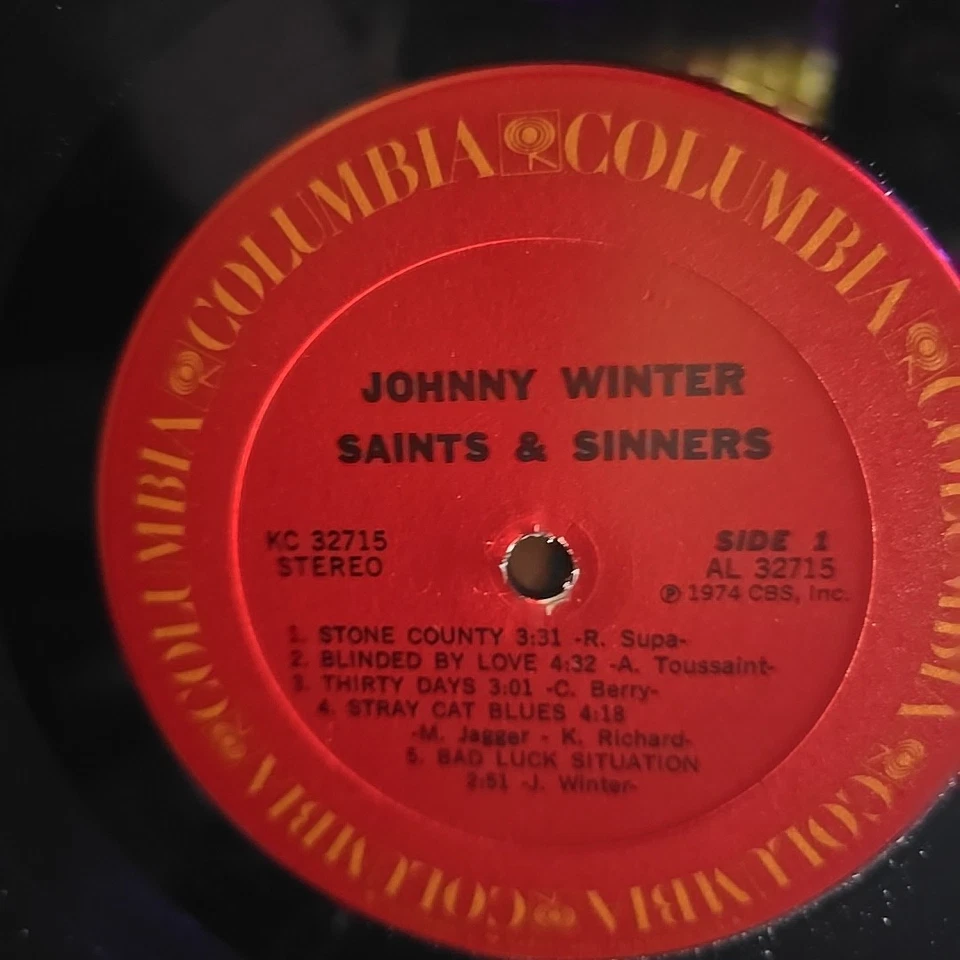 COLUMBIA COLUMBIA COLUMBIA COLUMBIA COLUMBIA COLUMBIA
JOHNNY WINTER
SAINTS & SINNERS
KC 32715
STEREO
SIDE 1
AL 32715
℗ 1974 CBS, Inc.
1. STONE COUNTY 3:31 -R. Supa-
2. BLINDED BY LOVE 4:32 -A. Toussaint-
3. THIRTY DAYS 3:01 -C. Berry-
4. STRAY CAT BLUES 4:18
-M. Jagger - K. Richard-
5. BAD LUCK SITUATION
2:51 -J. Winter-